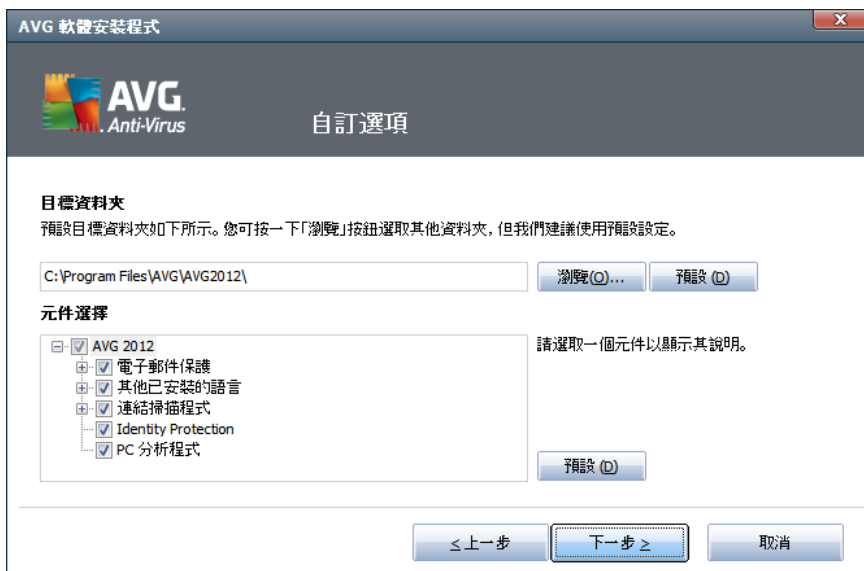 AVG 軟體安裝程式
AVG.
Anti-Virus
自訂選項
目標資料夾
預設目標資料夾如下所示。您可按一下「瀏覽」按鈕選取其他資料夾，但我們建議使用預設設定。
C:\Program Files\AVG\AVG2012\
瀏覽(O)...
預設 (D)
元件選擇
AVG 2012
電子郵件保護
其他已安裝的語言
連結掃描程式
Identity Protection
PC 分析程式
請選取一個元件以顯示其說明。
預設 (D)
≤上一步
下一步 ≥
取消